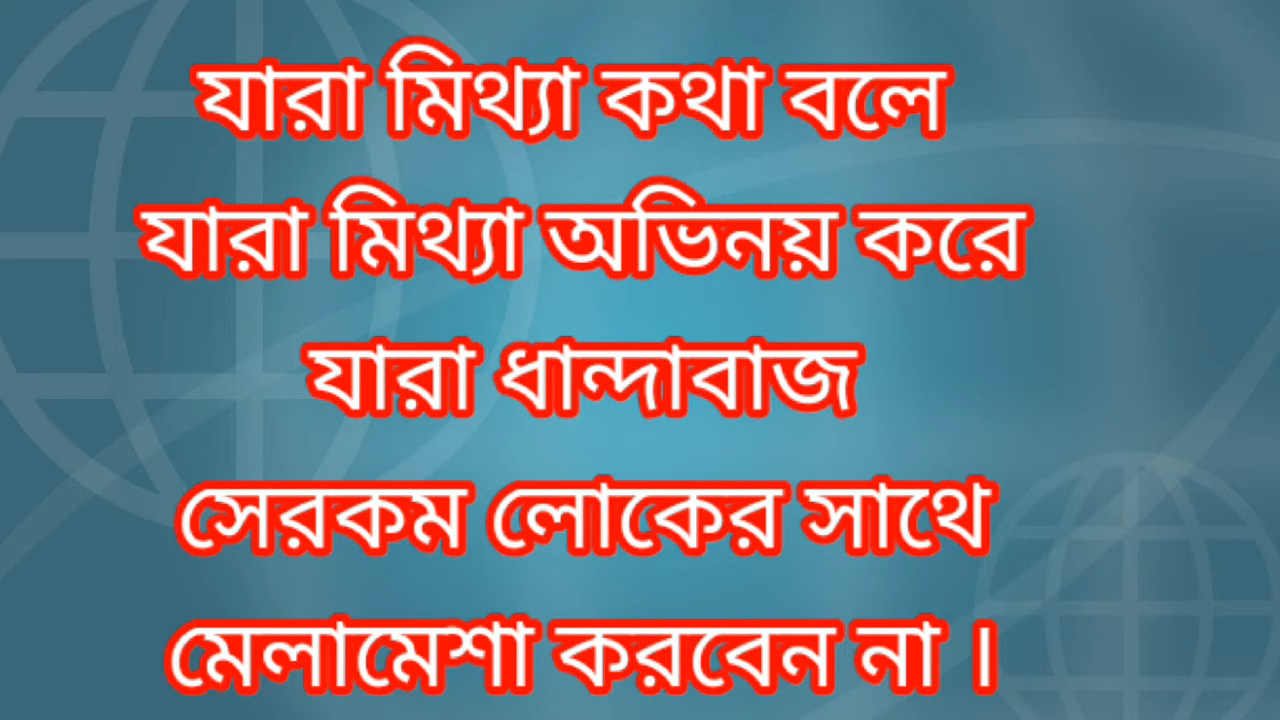 যারা মিথ্যা কথা বলে
যারা মিথ্যা অভিনয় করে
যারা ধান্দাবাজ
সেরকম লোকের সাথে
মেলামেশা করবেন না ।